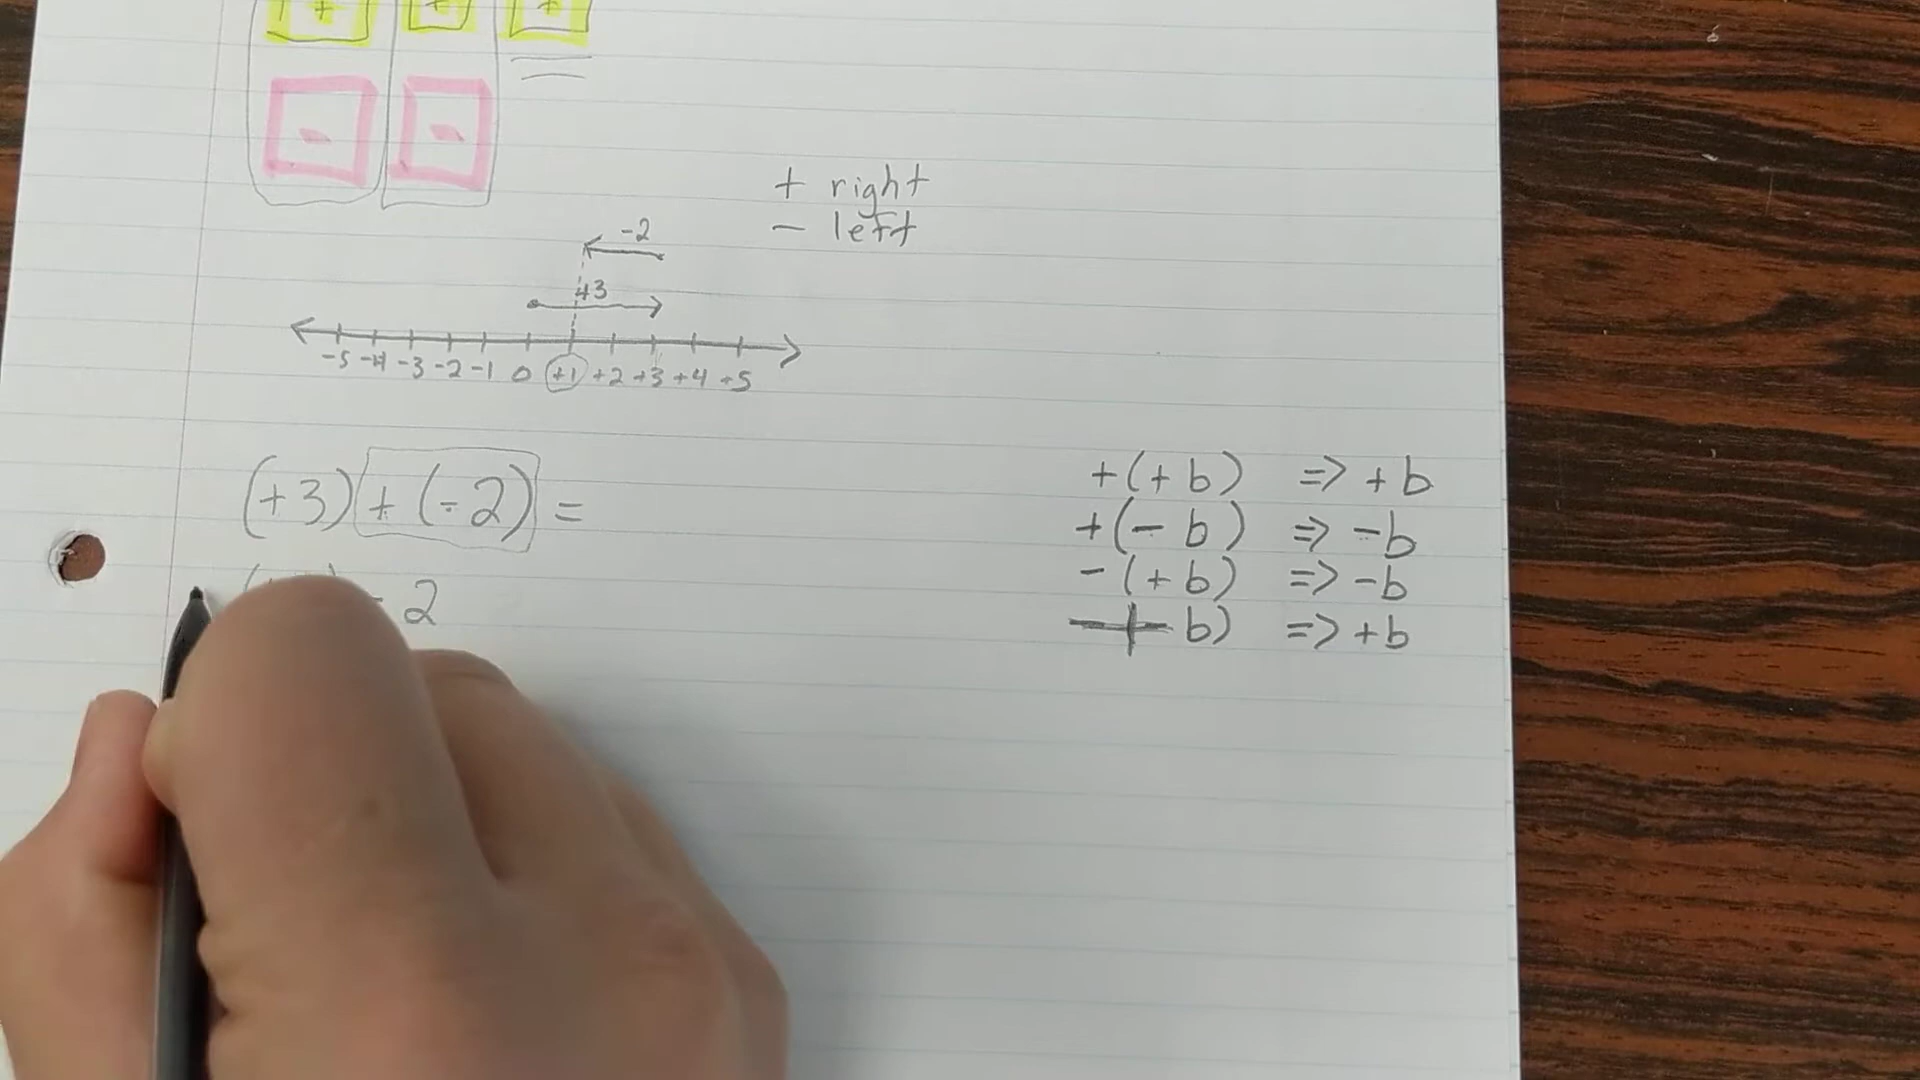 + + +
- -
+ right
- left
-2
+3
-5 -4 -3 -2 -1 0 +1 +2 +3 +4 +5
(+3) + (-2) =
- 2
+(+b) => +b
+(-b) => -b
-(+b) => -b
b) => +b